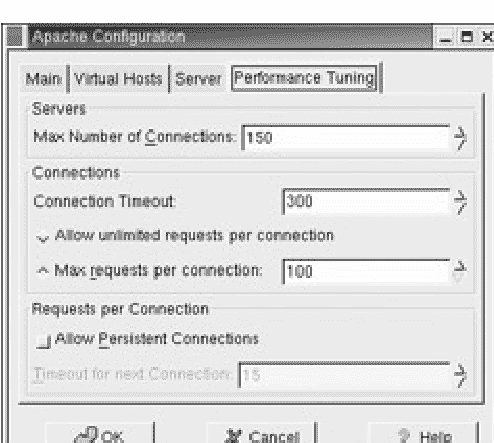 Apache Configuration
Main Virtual Hosts Server Performance Tuning
Servers
Max Number of Connections: 150
Connections
Connection Timeout: 300
Allow unlimited requests per connection
Max requests per connection: 100
Requests per Connection
Allow Persistent Connections
Timeout for next Connection: 15
OK Cancel Help